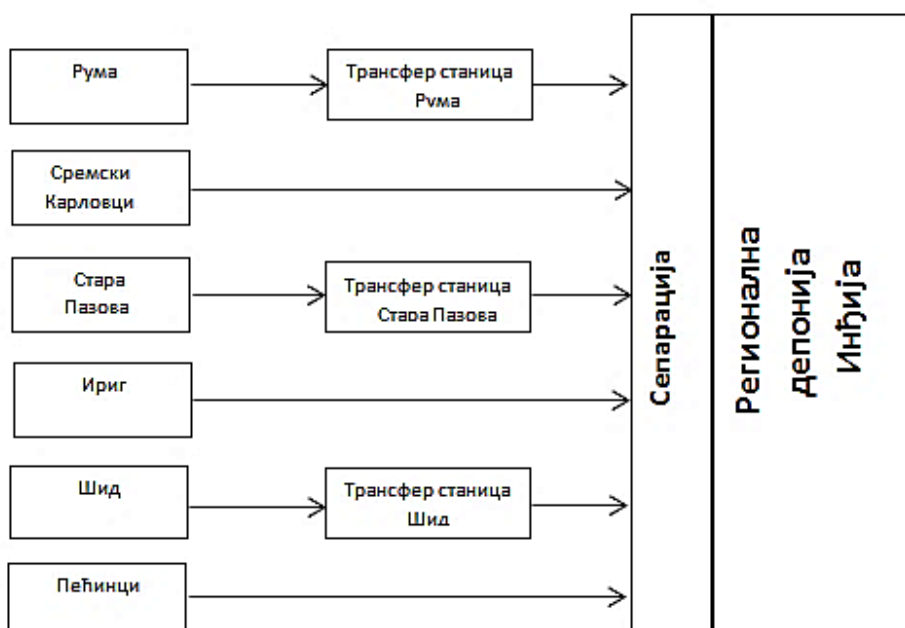 Рума
Трансфер станица
Рума
Сремски
Карловци
Стара
Пазова
Трансфер станица
Стара Пазова
Ириг
Шид
Трансфер станица
Шид
Пећинци
Сепарација
Регионална
депонија
Инђија